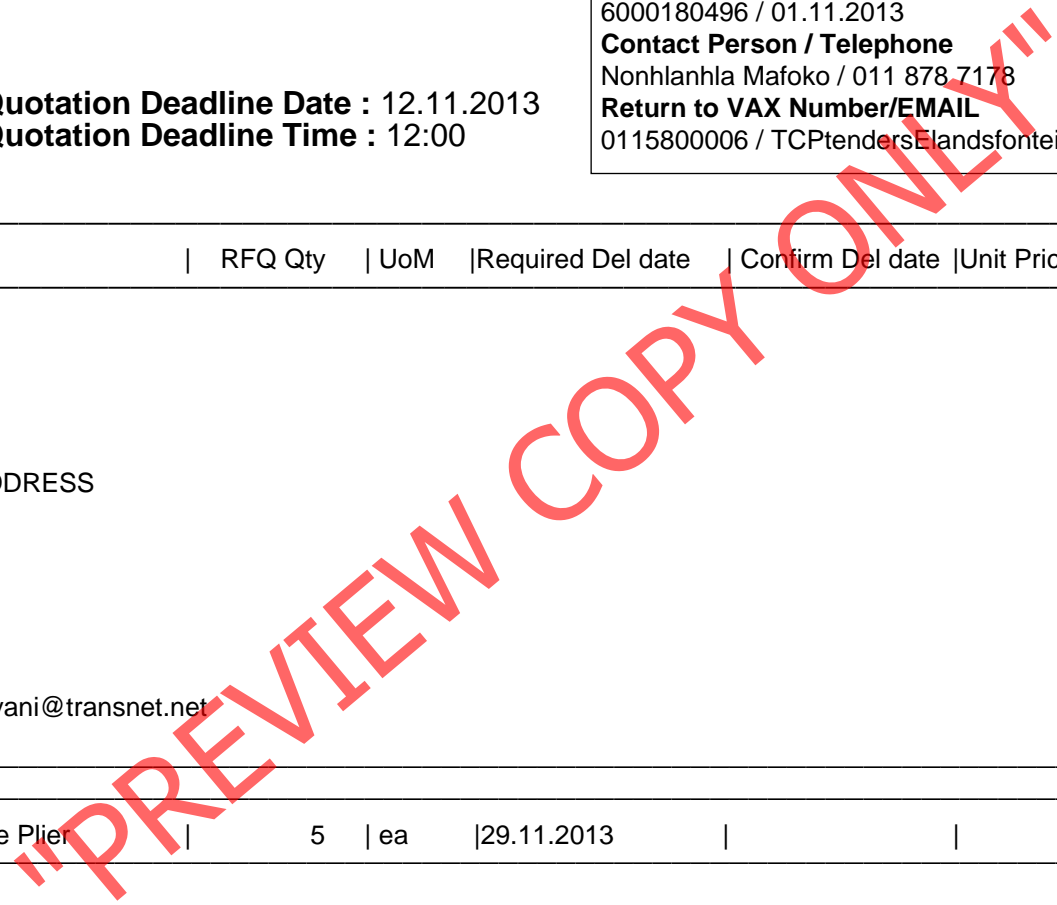 6000180496 / 01.11.2013
Contact Person / Telephone
Nonhlanhla Mafoko / 011 878 7178
Quotation Deadline Date : 12.11.2013
Return to VAX Number/EMAIL
Quotation Deadline Time : 12:00
0115800006 / TCPtendersElandsfontei
| RFQ Qty | UoM |Required Del date | Confirm Del date |Unit Pric
DDRESS
vani@transnet.net
e Plier | 5 | ea |29.11.2013 | |
"PREVIEW COPY ONLY"